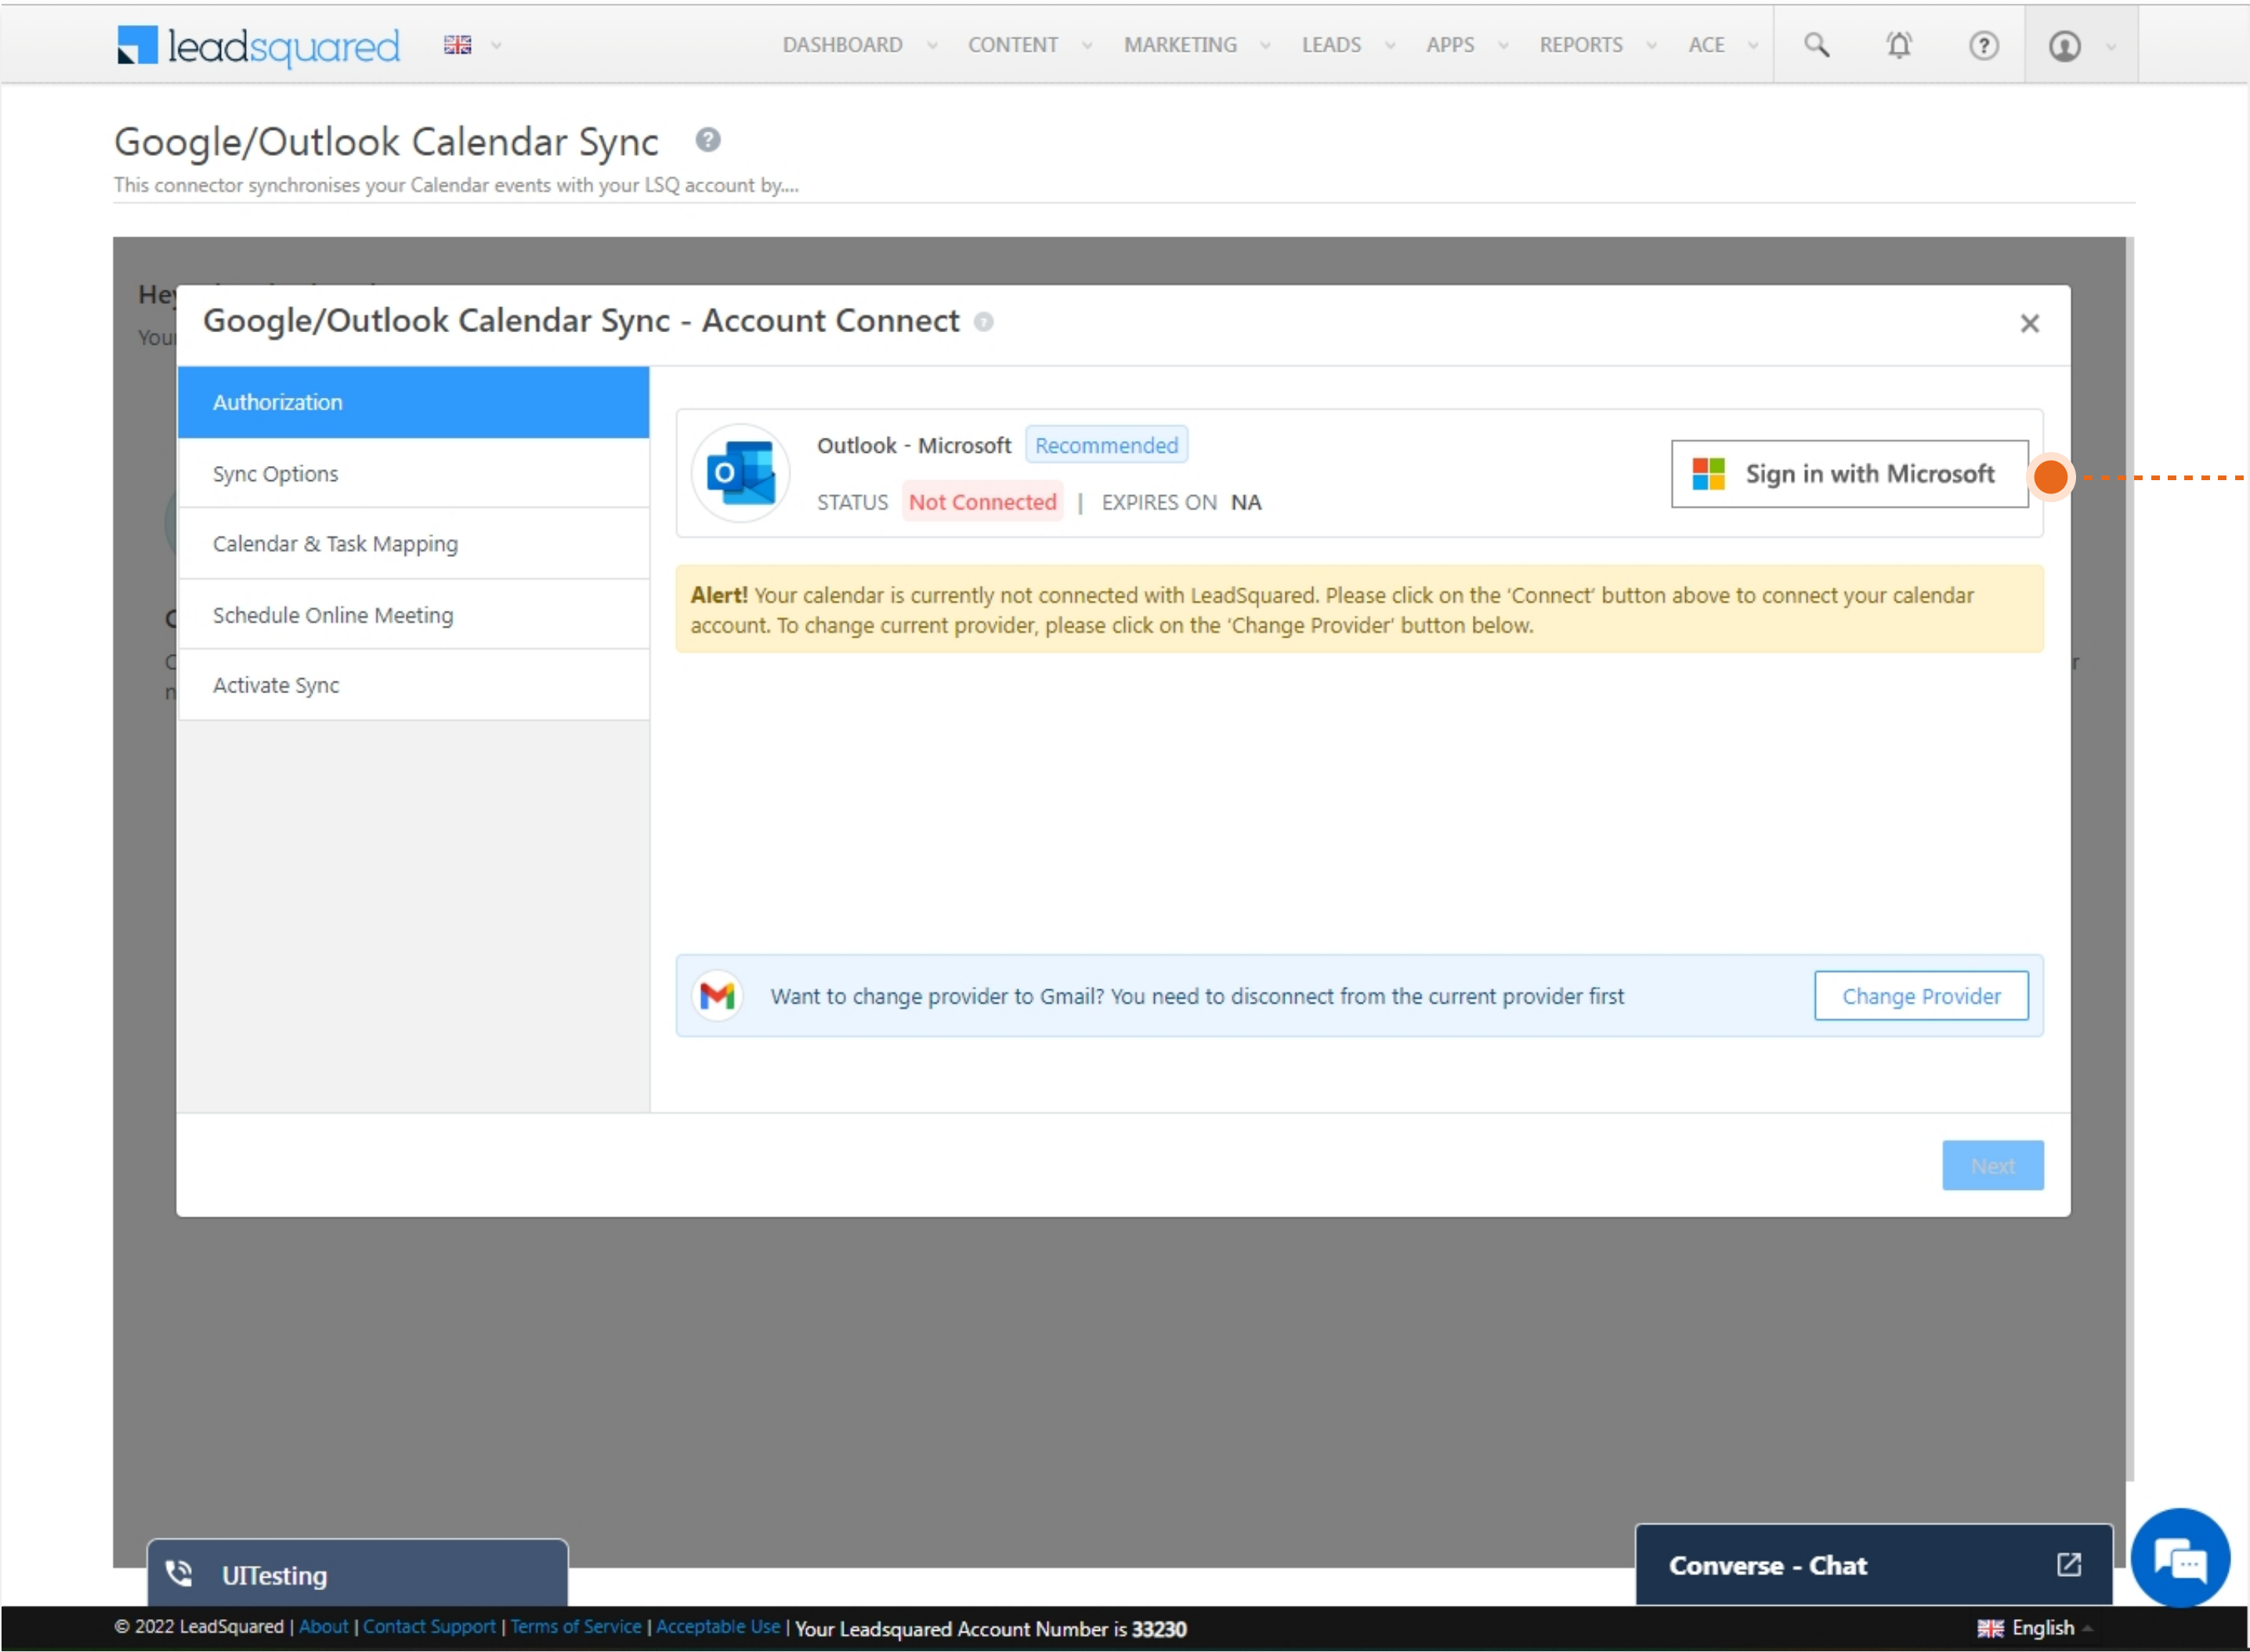 leadsquared
DASHBOARD CONTENT MARKETING LEADS APPS REPORTS ACE
Google/Outlook Calendar Sync
This connector synchronises your Calendar events with your LSQ account by....
Google/Outlook Calendar Sync - Account Connect
Authorization
Sync Options
Calendar & Task Mapping
Schedule Online Meeting
Activate Sync
Outlook - Microsoft Recommended
STATUS Not Connected | EXPIRES ON NA
Sign in with Microsoft
Alert! Your calendar is currently not connected with LeadSquared. Please click on the ‘Connect’ button above to connect your calendar
account. To change current provider, please click on the ‘Change Provider’ button below.
Want to change provider to Gmail? You need to disconnect from the current provider first
Change Provider
Next
UITesting
Converse - Chat
© 2022 LeadSquared | About | Contact Support | Terms of Service | Acceptable Use | Your Leadsquared Account Number is 33230
English